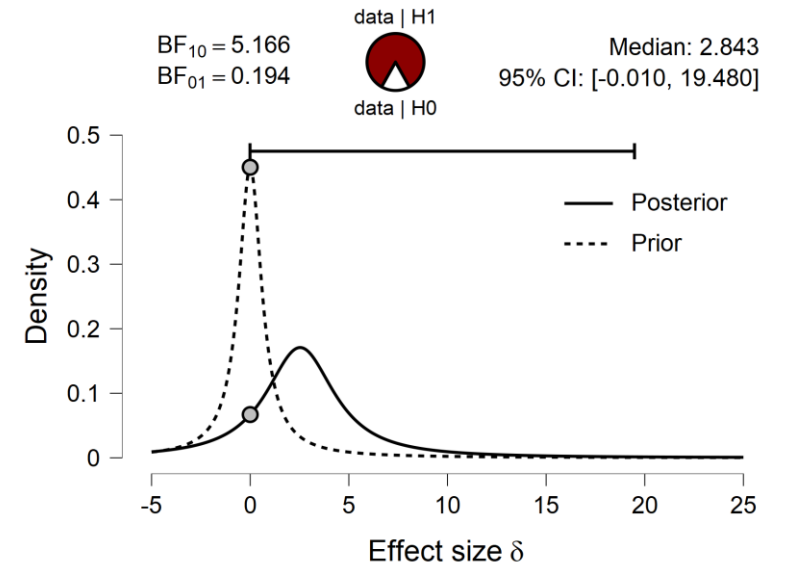 data | H1
BF₁₀ = 5.166
BF₀₁ = 0.194
data | H0
Median: 2.843
95% CI: [-0.010, 19.480]
0.5
0.4
0.3
0.2
0.1
0
Density
Posterior
Prior
-5 0 5 10 15 20 25
Effect size δ